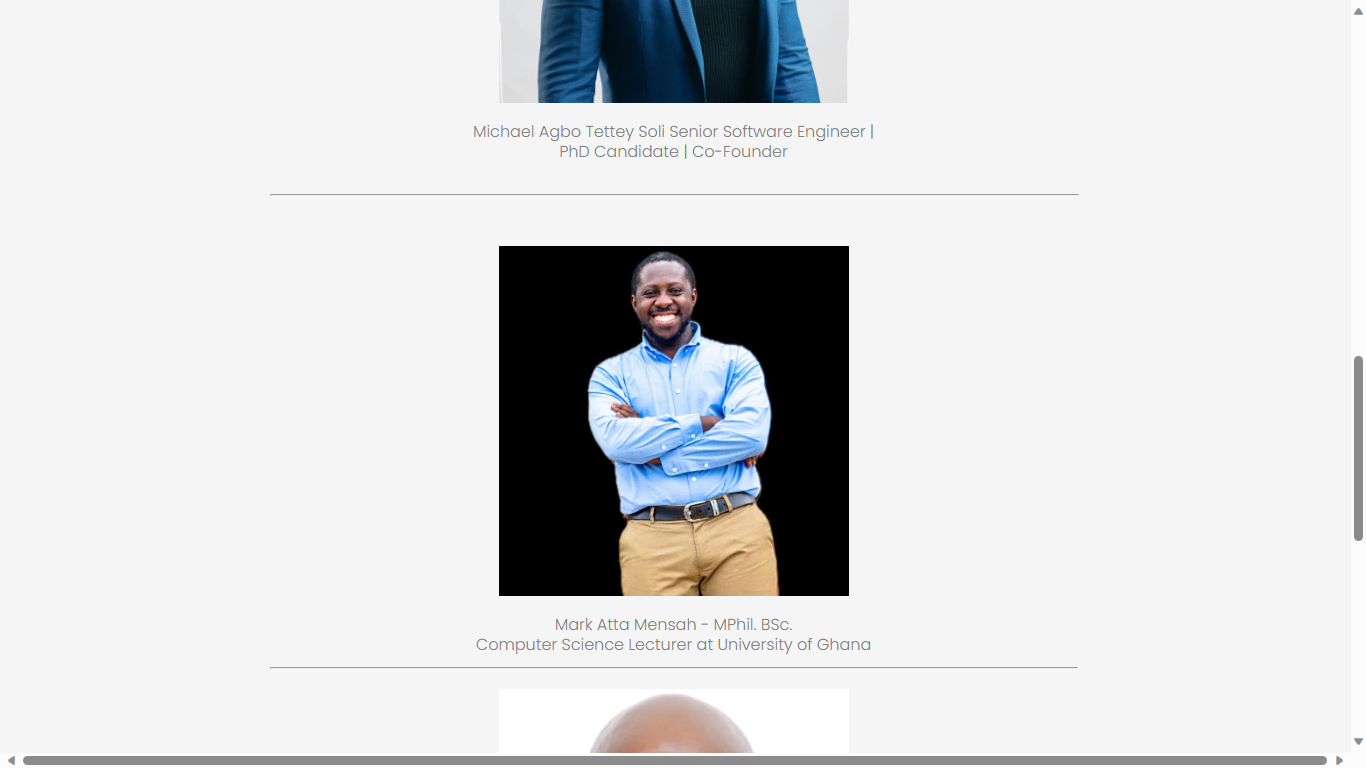 Michael Agbo Tettey Soli Senior Software Engineer |
PhD Candidate | Co-Founder
Mark Atta Mensah - MPhil. BSc.
Computer Science Lecturer at University of Ghana